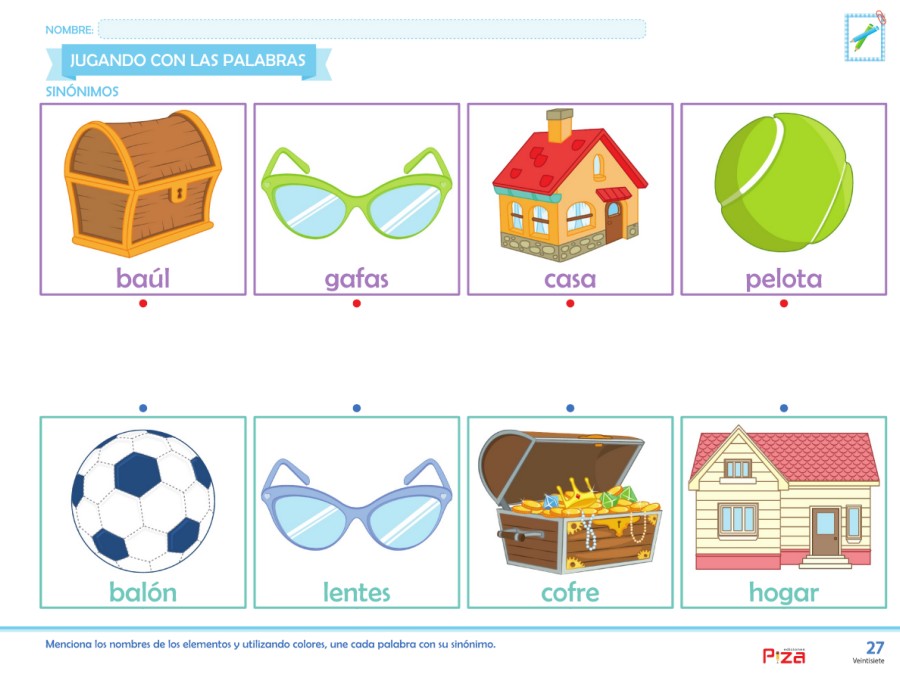 NOMBRE:
JUGANDO CON LAS PALABRAS
SINÓNIMOS
baúl
gafas
casa
pelota
balón
lentes
cofre
hogar
Menciona los nombres de los elementos y utilizando colores, une cada palabra con su sinónimo.
ediciones
PiZa
27
Veintisiete